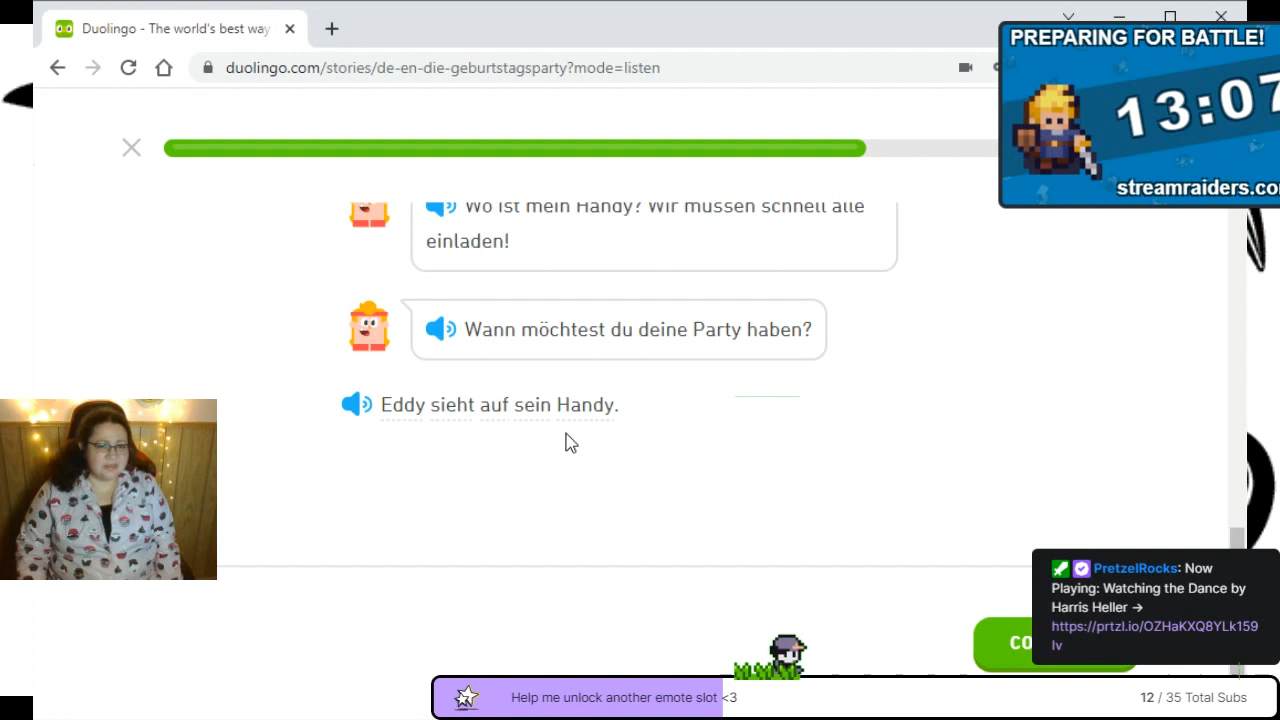 Duolingo - The world's best way
PREPARING FOR BATTLE!
duolingo.com/stories/de-en-die-geburtstagsparty?mode=listen
13:07
streamraiders.co
Wo ist mein Handy? Wir müssen schnell alle
einladen!
Wann möchtest du deine Party haben?
Eddy sieht auf sein Handy.
PretzelRocks: Now
Playing: Watching the Dance by
Harris Heller →
https://prtzl.io/OZHaKXQ8YLk159
lv
CO
Help me unlock another emote slot <3
12 / 35 Total Subs